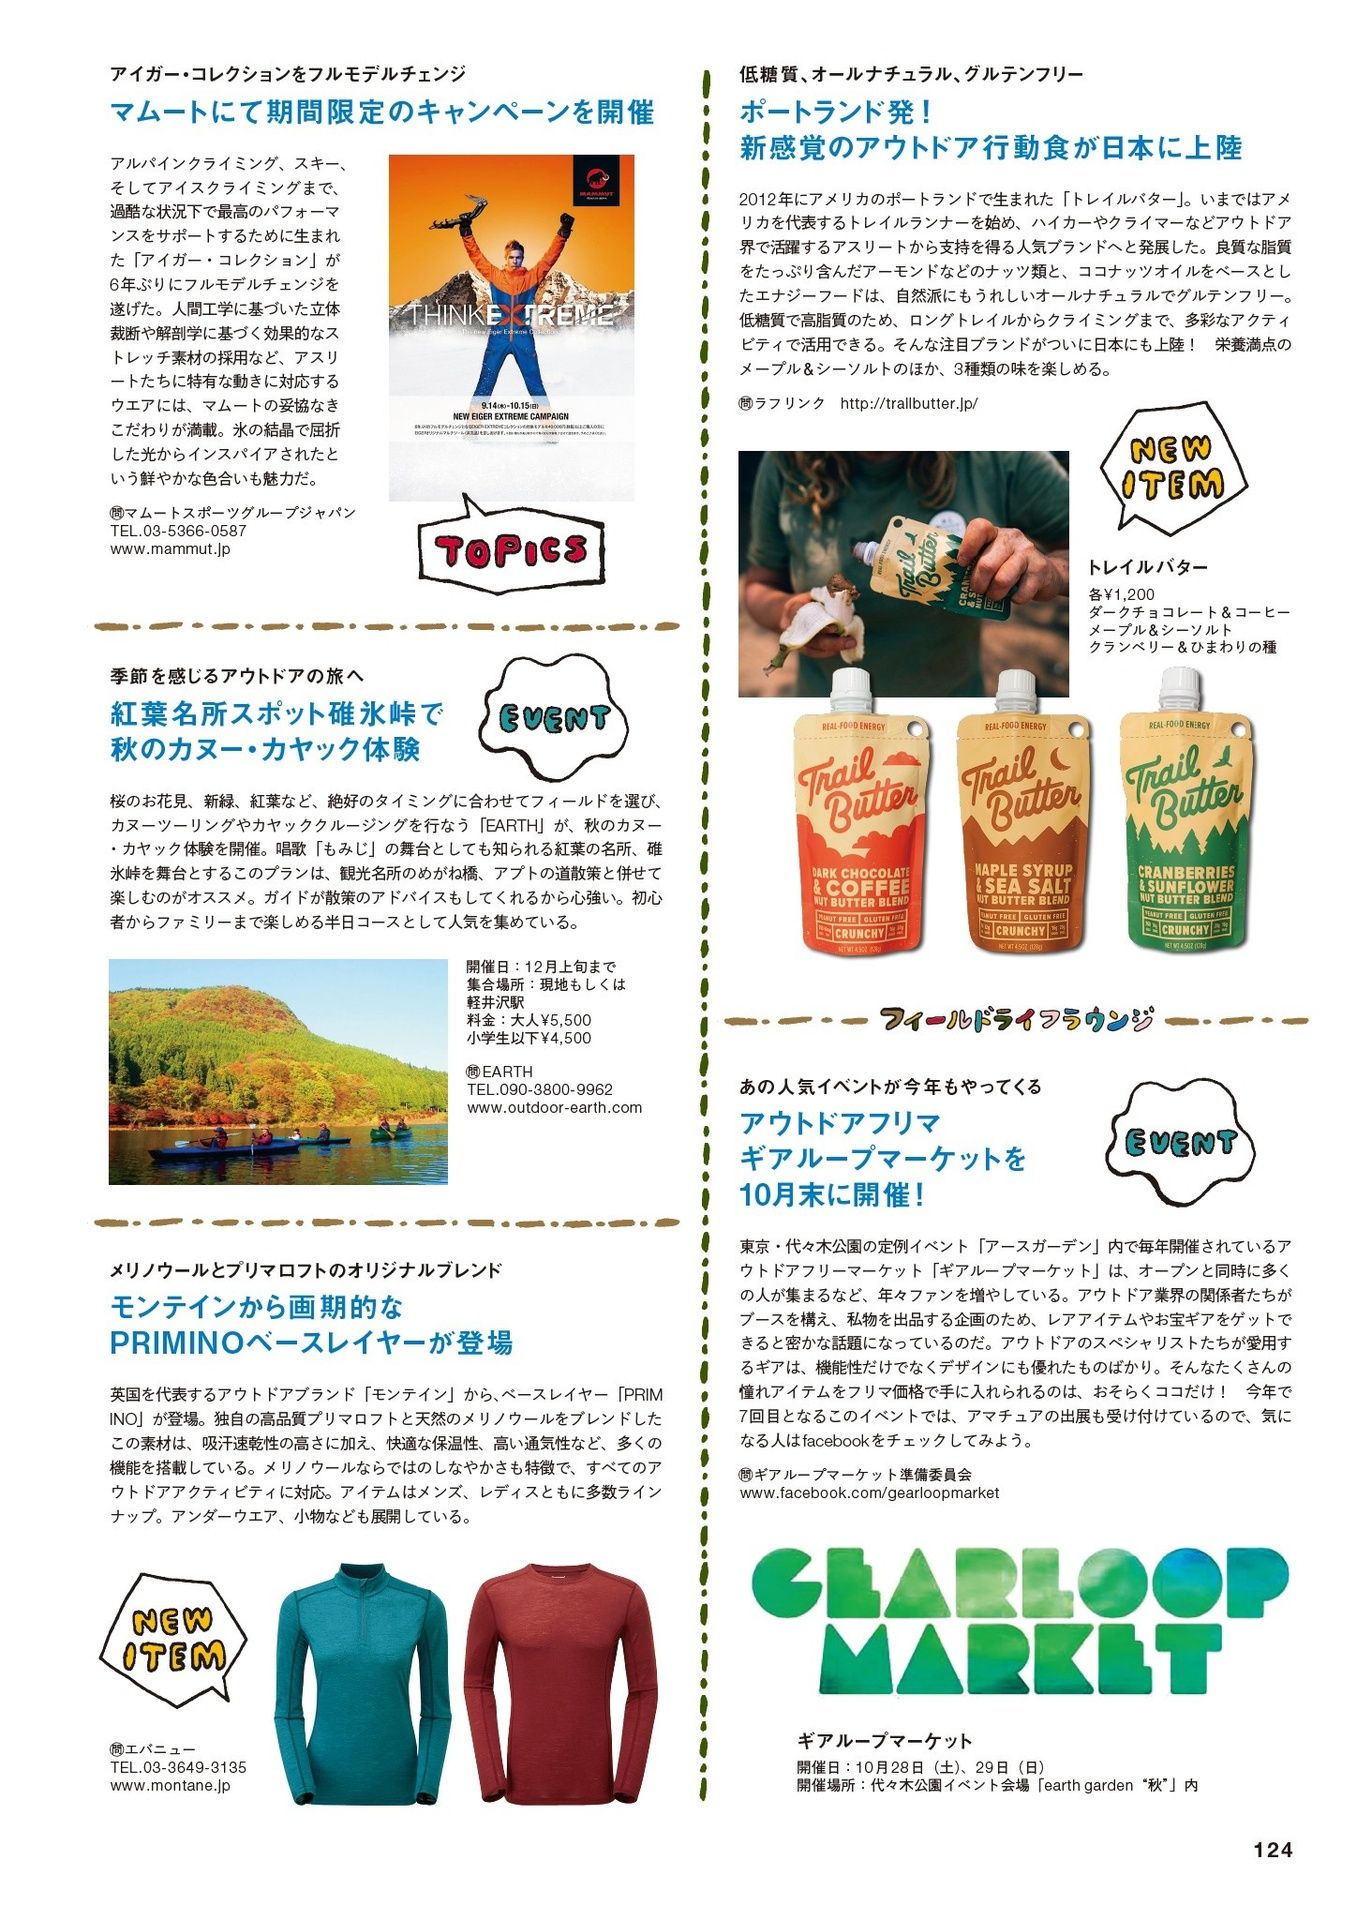 アイガー・コレクションをフルモデルチェンジ
マムートにて期間限定のキャンペーンを開催
アルパインクライミング、スキー、
そしてアイスクライミングまで、
過酷な状況下で最高のパフォーマ
ンスをサポートするために生まれ
た「アイガー・コレクション」が
6年ぶりにフルモデルチェンジを
遂げた。人間工学に基づいた立体
裁断や解剖学に基づく効果的なス
トレッチ素材の採用など、アスリ
ートたちに特有な動きに対応する
ウエアには、マムートの妥協なき
こだわりが満載。氷の結晶で屈折
した光からインスパイアされたと
いう鮮やかな色合いも魅力だ。
㉄マムートスポーツグループジャパン
TEL.03-5366-0587
www.mammut.jp
MAMMUT
THINK EXTREME
The new Eiger Extreme Collection
9.14(木)-10.15(日)
NEW EIGER EXTREME CAMPAIGN
TOPICS
季節を感じるアウトドアの旅へ
紅葉名所スポット碓氷峠で
秋のカヌー・カヤック体験
EVENT
桜のお花見、新緑、紅葉など、絶好のタイミングに合わせてフィールドを選び、
カヌーツーリングやカヤッククルージングを行なう「EARTH」が、秋のカヌー
・カヤック体験を開催。唱歌「もみじ」の舞台としても知られる紅葉の名所、碓
氷峠を舞台とするこのプランは、観光名所のめがね橋、アプトの道散策と併せて
楽しむのがオススメ。ガイドが散策のアドバイスもしてくれるから心強い。初心
者からファミリーまで楽しめる半日コースとして人気を集めている。
開催日：12月上旬まで
集合場所：現地もしくは
軽井沢駅
料金：大人¥5,500
小学生以下¥4,500
㉄EARTH
TEL.090-3800-9962
www.outdoor-earth.com
メリノウールとプリマロフトのオリジナルブレンド
モンテインから画期的な
PRIMINOベースレイヤーが登場
英国を代表するアウトドアブランド「モンテイン」から、ベースレイヤー「PRIM
INO」が登場。独自の高品質プリマロフトと天然のメリノウールをブレンドした
この素材は、吸汗速乾性の高さに加え、快適な保温性、高い通気性など、多くの
機能を搭載している。メリノウールならではのしなやかさも特徴で、すべてのア
ウトドアアクティビティに対応。アイテムはメンズ、レディスともに多数ライン
ナップ。アンダーウエア、小物なども展開している。
NEW
ITEM
㉄エバニュー
TEL.03-3649-3135
www.montane.jp
低糖質、オールナチュラル、グルテンフリー
ポートランド発！
新感覚のアウトドア行動食が日本に上陸
2012年にアメリカのポートランドで生まれた「トレイルバター」。いまではアメ
リカを代表するトレイルランナーを始め、ハイカーやクライマーなどアウトドア
界で活躍するアスリートから支持を得る人気ブランドへと発展した。良質な脂質
をたっぷり含んだアーモンドなどのナッツ類と、ココナッツオイルをベースとし
たエナジーフードは、自然派にもうれしいオールナチュラルでグルテンフリー。
低糖質で高脂質のため、ロングトレイルからクライミングまで、多彩なアクティ
ビティで活用できる。そんな注目ブランドがついに日本にも上陸！　栄養満点の
メープル＆シーソルトのほか、3種類の味を楽しめる。
㉄ラフリンク　http://trallbutter.jp/
NEW
ITEM
Trail
Butter
トレイルバター
各¥1,200
ダークチョコレート＆コーヒー
メープル＆シーソルト
クランベリー＆ひまわりの種
REAL-FOOD ENERGY
Trail
Butter
DARK CHOCOLATE
& COFFEE
NUT BUTTER BLEND
PEANUT FREE GLUTEN FREE
CRUNCHY
NET WT 4.5OZ (128g)
REAL-FOOD ENERGY
Trail
Butter
MAPLE SYRUP
& SEA SALT
NUT BUTTER BLEND
PEANUT FREE GLUTEN FREE
CRUNCHY
NET WT 4.5OZ (128g)
REAL-FOOD ENERGY
Trail
Butter
CRANBERRIES
& SUNFLOWER
NUT BUTTER BLEND
PEANUT FREE GLUTEN FREE
CRUNCHY
NET WT 4.5OZ (128g)
フィールドライフラウンジ
あの人気イベントが今年もやってくる
アウトドアフリマ
ギアループマーケットを
10月末に開催！
EVENT
東京・代々木公園の定例イベント「アースガーデン」内で毎年開催されているア
ウトドアフリーマーケット「ギアループマーケット」は、オープンと同時に多く
の人が集まるなど、年々ファンを増やしている。アウトドア業界の関係者たちが
ブースを構え、私物を出品する企画のため、レアアイテムやお宝ギアをゲットで
きると密かな話題になっているのだ。アウトドアのスペシャリストたちが愛用す
るギアは、機能性だけでなくデザインにも優れたものばかり。そんなたくさんの
憧れアイテムをフリマ価格で手に入れられるのは、おそらくココだけ！　今年で
7回目となるこのイベントでは、アマチュアの出展も受け付けているので、気に
なる人はfacebookをチェックしてみよう。
㉄ギアループマーケット準備委員会
www.facebook.com/gearloopmarket
GEARLOOP
MARKET
ギアループマーケット
開催日：10月28日（土）、29日（日）
開催場所：代々木公園イベント会場「earth garden “秋”」内
124